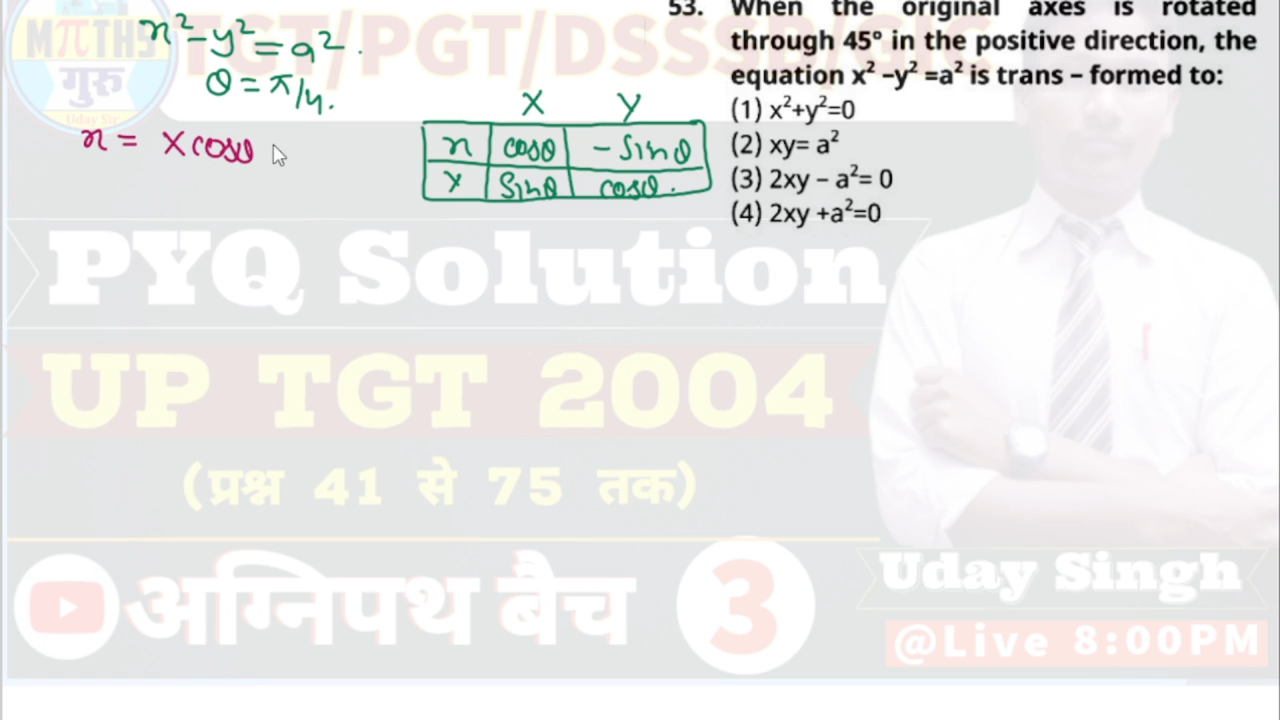 MπTHS
गुरु
Uday Sir
TGT/PGT/DSSSB/GIC
x²-y²=a².
θ=π/4.
x = X cosθ
X Y
x cosθ -Sinθ
y Sinθ cosθ.
53. When the original axes is rotated
through 45° in the positive direction, the
equation x² –y² =a² is trans – formed to:
(1) x²+y²=0
(2) xy= a²
(3) 2xy – a²= 0
(4) 2xy +a²=0
PYQ Solution
UP TGT 2004
(प्रश्न 41 से 75 तक)
अग्निपथ बैच 3
Uday Singh
@Live 8:00PM